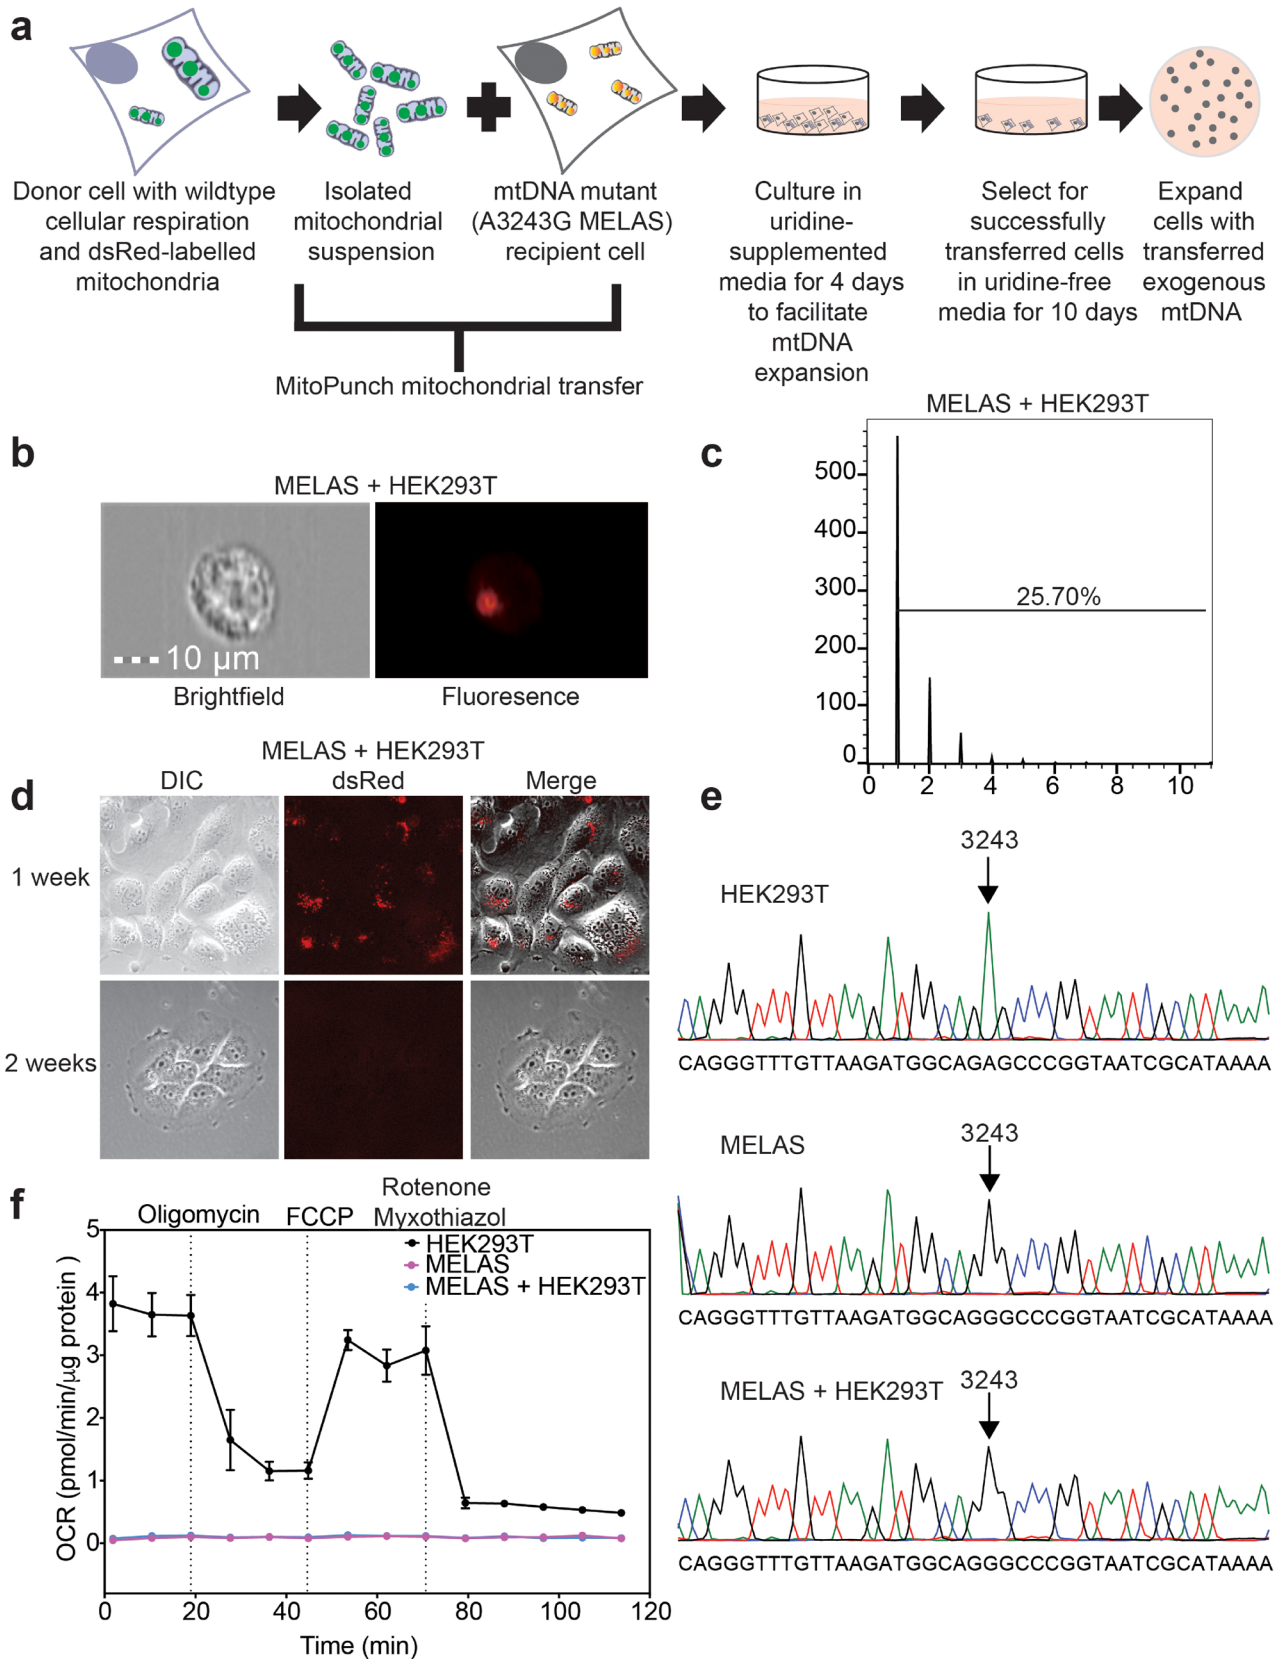 a
Donor cell with wildtype
cellular respiration
and dsRed-labelled
mitochondria
Isolated
mitochondrial
suspension
mtDNA mutant
(A3243G MELAS)
recipient cell
Culture in
uridine-
supplemented
media for 4 days
to facilitate
mtDNA
expansion
Select for
successfully
transferred cells
in uridine-free
media for 10 days
Expand
cells with
transferred
exogenous
mtDNA
MitoPunch mitochondrial transfer
b
MELAS + HEK293T
10 µm
Brightfield
Fluoresence
c
MELAS + HEK293T
500
400
300
200
100
0
25.70%
0 2 4 6 8 10
d
MELAS + HEK293T
DIC
dsRed
Merge
1 week
2 weeks
e
3243
HEK293T
CAGGGTTTGTTAAGATGGCAGAGCCCGGTAATCGCATAAAA
3243
MELAS
CAGGGTTTGTTAAGATGGCAGGGCCCGGTAATCGCATAAAA
3243
MELAS + HEK293T
CAGGGTTTGTTAAGATGGCAGGGCCCGGTAATCGCATAAAA
f
Oligomycin
FCCP
Rotenone
Myxothiazol
HEK293T
MELAS
MELAS + HEK293T
OCR (pmol/min/µg protein )
5
4
3
2
1
0
0 20 40 60 80 100 120
Time (min)